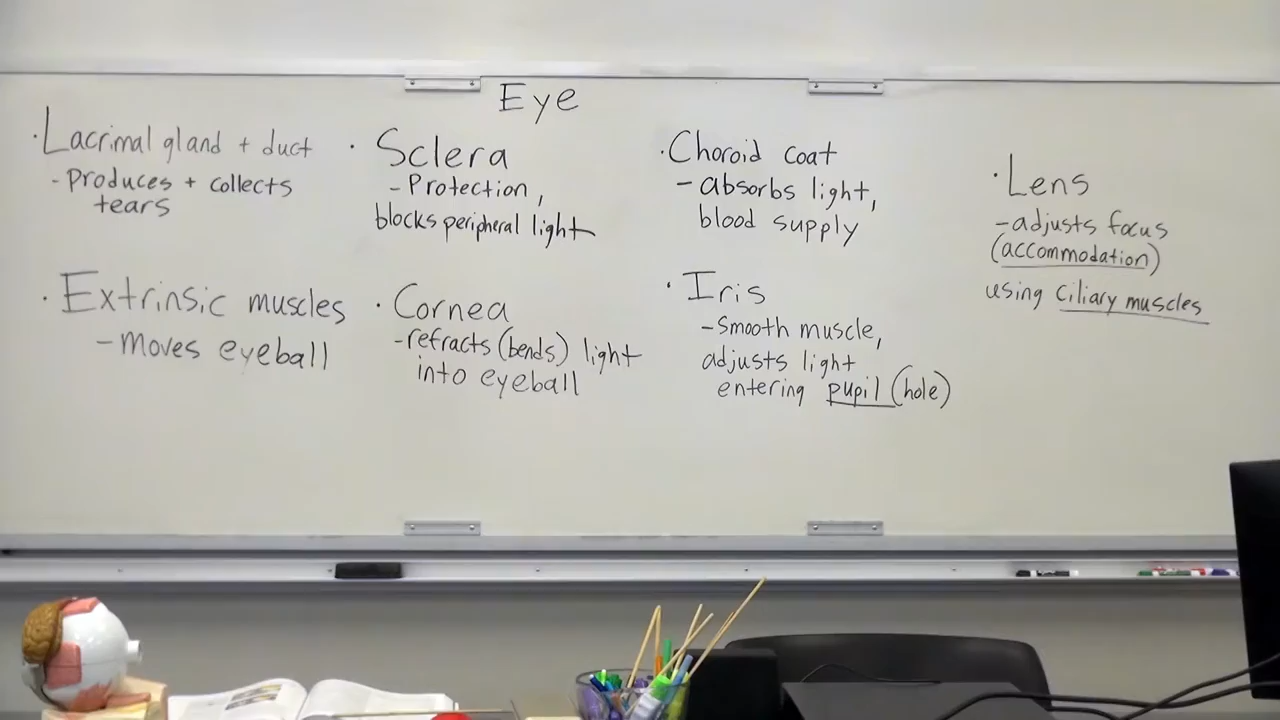 Eye
· Lacrimal gland + duct
- Produces + collects
tears
· Extrinsic muscles
- moves eyeball
· Sclera
- Protection,
blocks peripheral light
· Cornea
- refracts (bends) light
into eyeball
· Choroid coat
- absorbs light,
blood supply
· Iris
- Smooth muscle,
adjusts light
entering pupil (hole)
· Lens
- adjusts focus
(accommodation)
using ciliary muscles